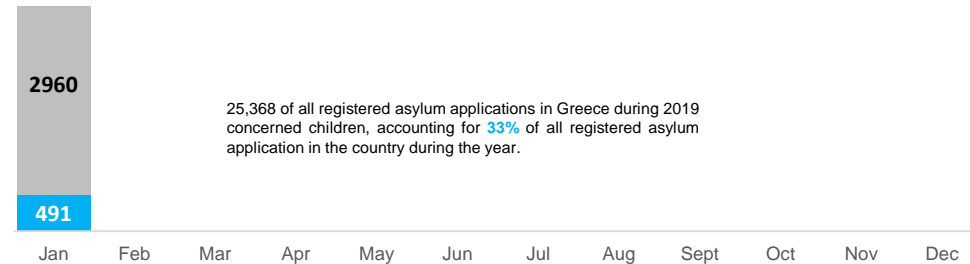 2960
25,368 of all registered asylum applications in Greece during 2019
concerned children, accounting for 33% of all registered asylum
application in the country during the year.
491
Jan Feb Mar Apr May Jun Jul Aug Sept Oct Nov Dec